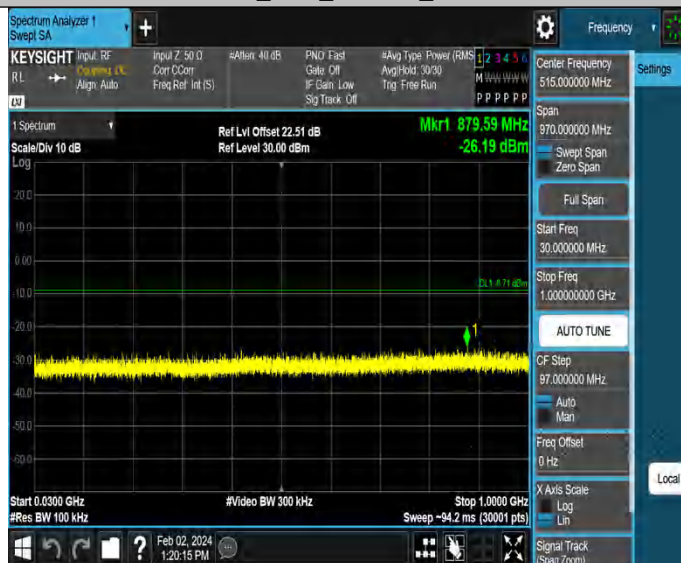 Spectrum Analyzer 1
Swept SA
+
Frequency
KEYSIGHT
Input: RF
Coupling: DC
Align: Auto
RL
Input Z: 50 Ω
Corr CCorr
Freq Ref: Int (S)
#Atten: 40 dB
PNO: Fast
Gate: Off
IF Gain: Low
Sig Track: Off
#Avg Type: Power (RMS
Avg|Hold: 30/30
Trig: Free Run
1 2 3 4 5 6
M W W W W W
P P P P P P
LXI
1 Spectrum
Scale/Div 10 dB
Log
Ref Lvl Offset 22.51 dB
Ref Level 30.00 dBm
Mkr1 879.59 MHz
-26.19 dBm
20.0
10.0
0.00
-10.0
-20.0
-30.0
-40.0
-50.0
-60.0
1
Start 0.0300 GHz
#Res BW 100 kHz
#Video BW 300 kHz
Stop 1.0000 GHz
Sweep ~94.2 ms (30001 pts)
?
Feb 02, 2024
1:20:15 PM
Center Frequency
515.000000 MHz
Span
970.000000 MHz
Swept Span
Zero Span
Full Span
Start Freq
30.000000 MHz
Stop Freq
1.000000000 GHz
AUTO TUNE
CF Step
97.000000 MHz
Auto
Man
Freq Offset
0 Hz
X Axis Scale
Log
Lin
Signal Track
(Span Zoom)
Settings
Local